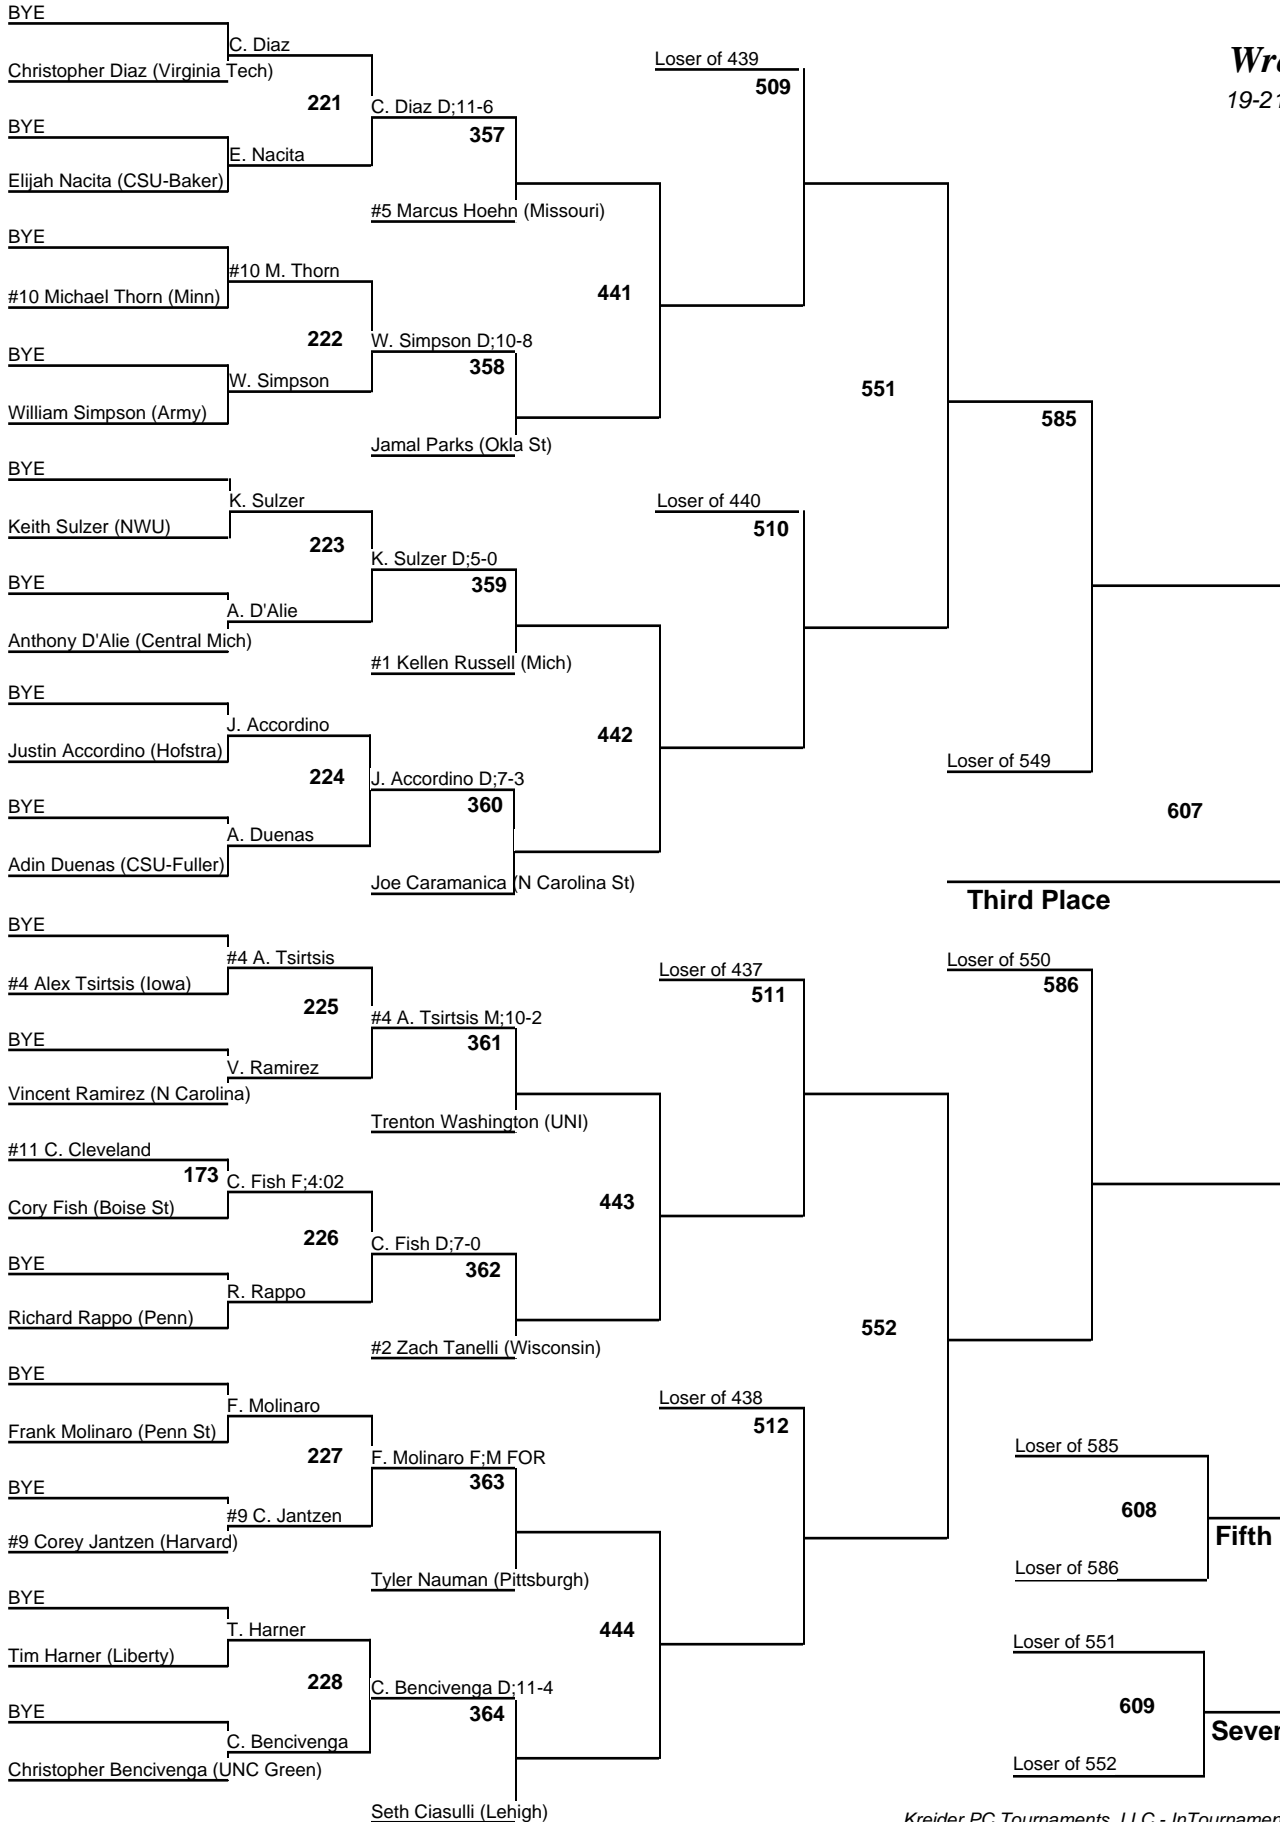 BYE
C. Diaz
Christopher Diaz (Virginia Tech)
221
C. Diaz D;11-6
357
BYE
E. Nacita
Elijah Nacita (CSU-Baker)
#5 Marcus Hoehn (Missouri)
441
BYE
#10 M. Thorn
#10 Michael Thorn (Minn)
222
W. Simpson D;10-8
358
BYE
W. Simpson
William Simpson (Army)
Jamal Parks (Okla St)
Loser of 439
509
551
585
BYE
K. Sulzer
Keith Sulzer (NWU)
223
K. Sulzer D;5-0
359
BYE
A. D'Alie
Anthony D'Alie (Central Mich)
#1 Kellen Russell (Mich)
442
BYE
J. Accordino
Justin Accordino (Hofstra)
224
J. Accordino D;7-3
360
BYE
A. Duenas
Adin Duenas (CSU-Fuller)
Joe Caramanica (N Carolina St)
Loser of 440
510
Loser of 549
607
Third Place
BYE
#4 A. Tsirtsis
#4 Alex Tsirtsis (Iowa)
225
#4 A. Tsirtsis M;10-2
361
BYE
V. Ramirez
Vincent Ramirez (N Carolina)
Trenton Washington (UNI)
443
#11 C. Cleveland
173
C. Fish F;4:02
Cory Fish (Boise St)
226
C. Fish D;7-0
362
BYE
R. Rappo
Richard Rappo (Penn)
#2 Zach Tanelli (Wisconsin)
Loser of 437
511
Loser of 550
586
552
BYE
F. Molinaro
Frank Molinaro (Penn St)
227
F. Molinaro F;M FOR
363
BYE
#9 C. Jantzen
#9 Corey Jantzen (Harvard)
Tyler Nauman (Pittsburgh)
444
BYE
T. Harner
Tim Harner (Liberty)
228
C. Bencivenga D;11-4
364
BYE
C. Bencivenga
Christopher Bencivenga (UNC Green)
Seth Ciasulli (Lehigh)
Loser of 438
512
Loser of 585
608
Fifth
Loser of 586
Loser of 551
609
Seven
Loser of 552
Wre
19-21
Kreider PC Tournaments, LLC - InTournamen